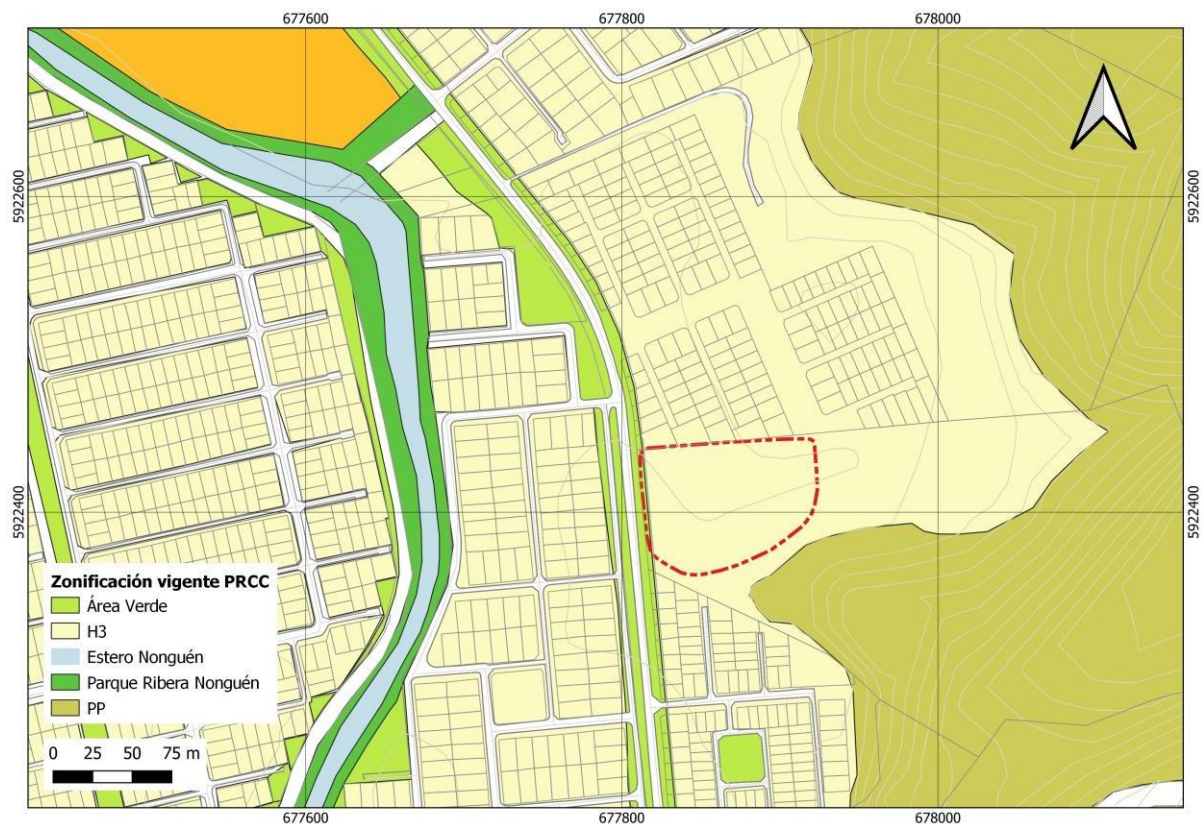 677600
677800
678000
5922600
5922600
5922400
5922400
Zonificación vigente PRCC
Área Verde
H3
Estero Nonguén
Parque Ribera Nonguén
PP
0 25 50 75 m
677600
677800
678000